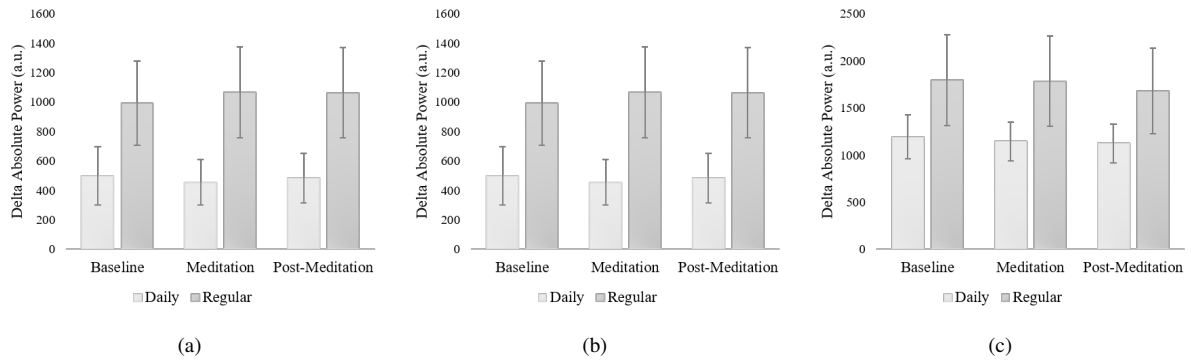 1600
1400
1200
1000
800
600
400
200
0
Delta Absolute Power (a.u.)
Baseline Meditation Post-Meditation
Daily Regular
(a)
1600
1400
1200
1000
800
600
400
200
0
Delta Absolute Power (a.u.)
Baseline Meditation Post-Meditation
Daily Regular
(b)
2500
2000
1500
1000
500
0
Delta Absolute Power (a.u.)
Baseline Meditation Post-Meditation
Daily Regular
(c)